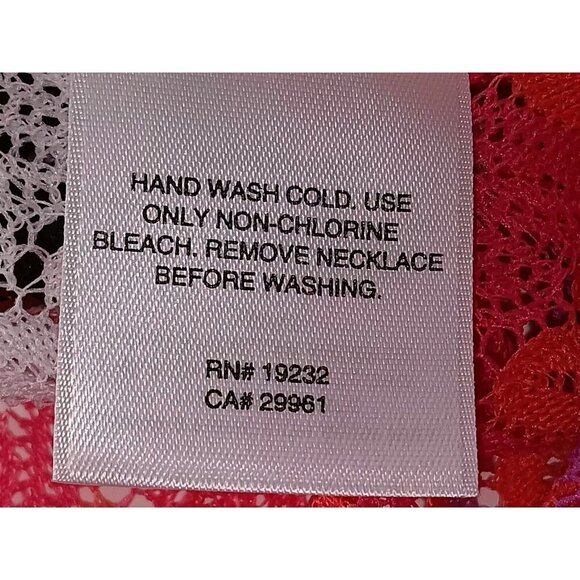 HAND WASH COLD. USE
ONLY NON-CHLORINE
BLEACH. REMOVE NECKLACE
BEFORE WASHING.
RN# 19232
CA# 29961